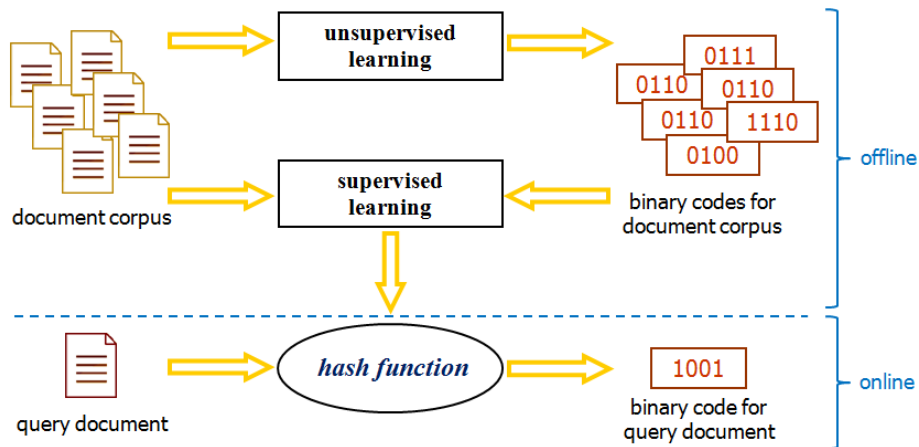 unsupervised
learning
0111
0110
0110
0110
1110
0100
offline
supervised
learning
document corpus
binary codes for
document corpus
hash function
1001
online
query document
binary code for
query document